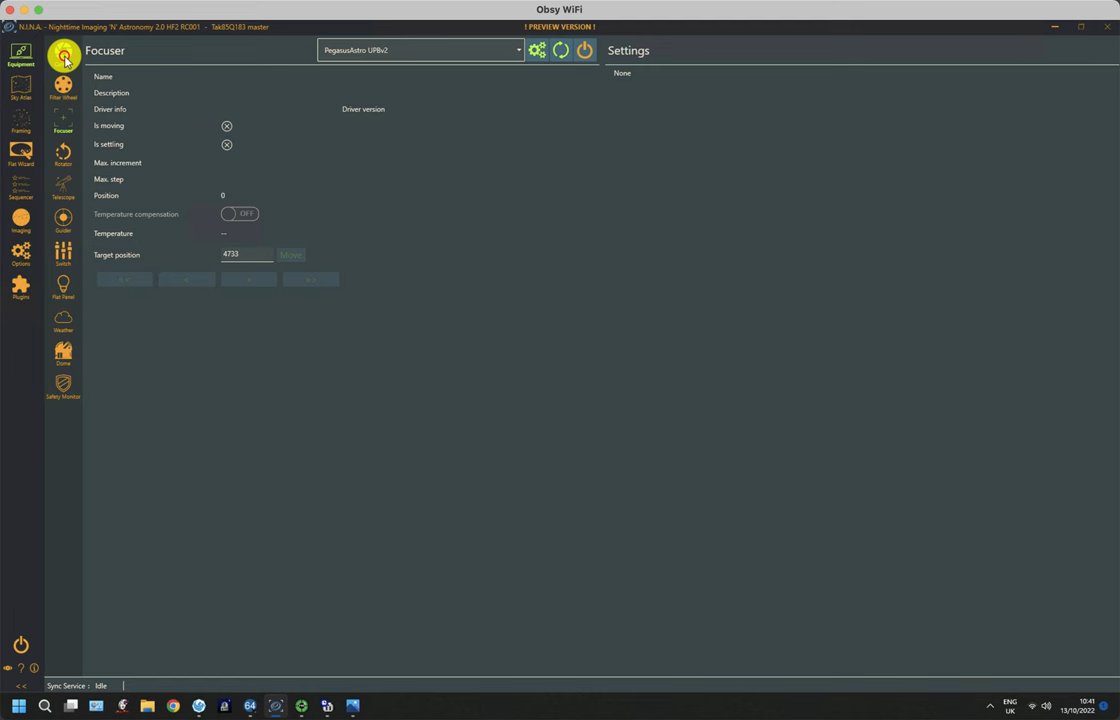 Obsy WiFi
N.I.N.A. - Nighttime Imaging 'N' Astronomy 2.0 HF2 RC001 - Tak85Q183 master
! PREVIEW VERSION !
Equipment
Sky Atlas
Framing
Flat Wizard
Sequencer
Imaging
Options
Plugins
Filter Wheel
Focuser
Rotator
Telescope
Guider
Switch
Flat Panel
Weather
Dome
Safety Monitor
Focuser
PegasusAstro UPBv2
Name
Description
Driver info
Driver version
Is moving
Is settling
Max. increment
Max. step
Position 0
Temperature compensation OFF
Temperature --
Target position 4733 Move
Settings
None
<<
Sync Service : Idle
64
ENG
UK
10:41
13/10/2022